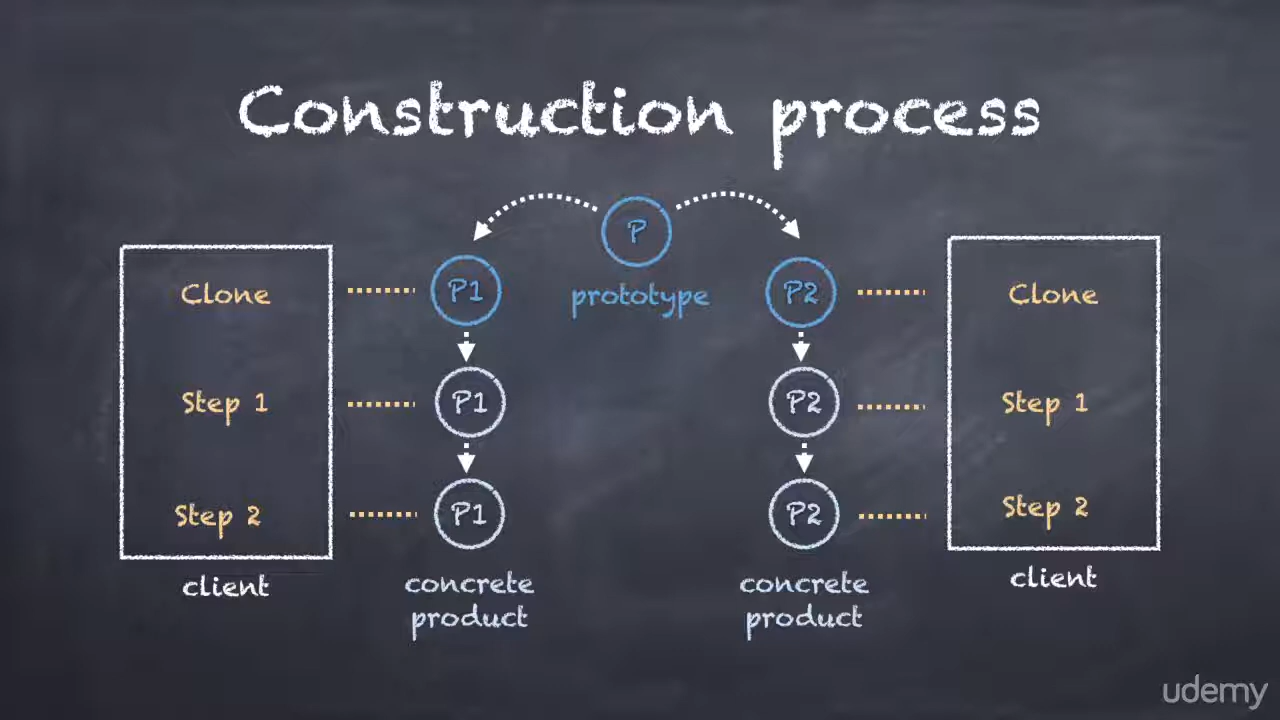 Construction process
P
prototype
Clone
P1
P2
Clone
Step 1
P1
P2
Step 1
Step 2
P1
P2
Step 2
client
concrete
product
concrete
product
client
udemy